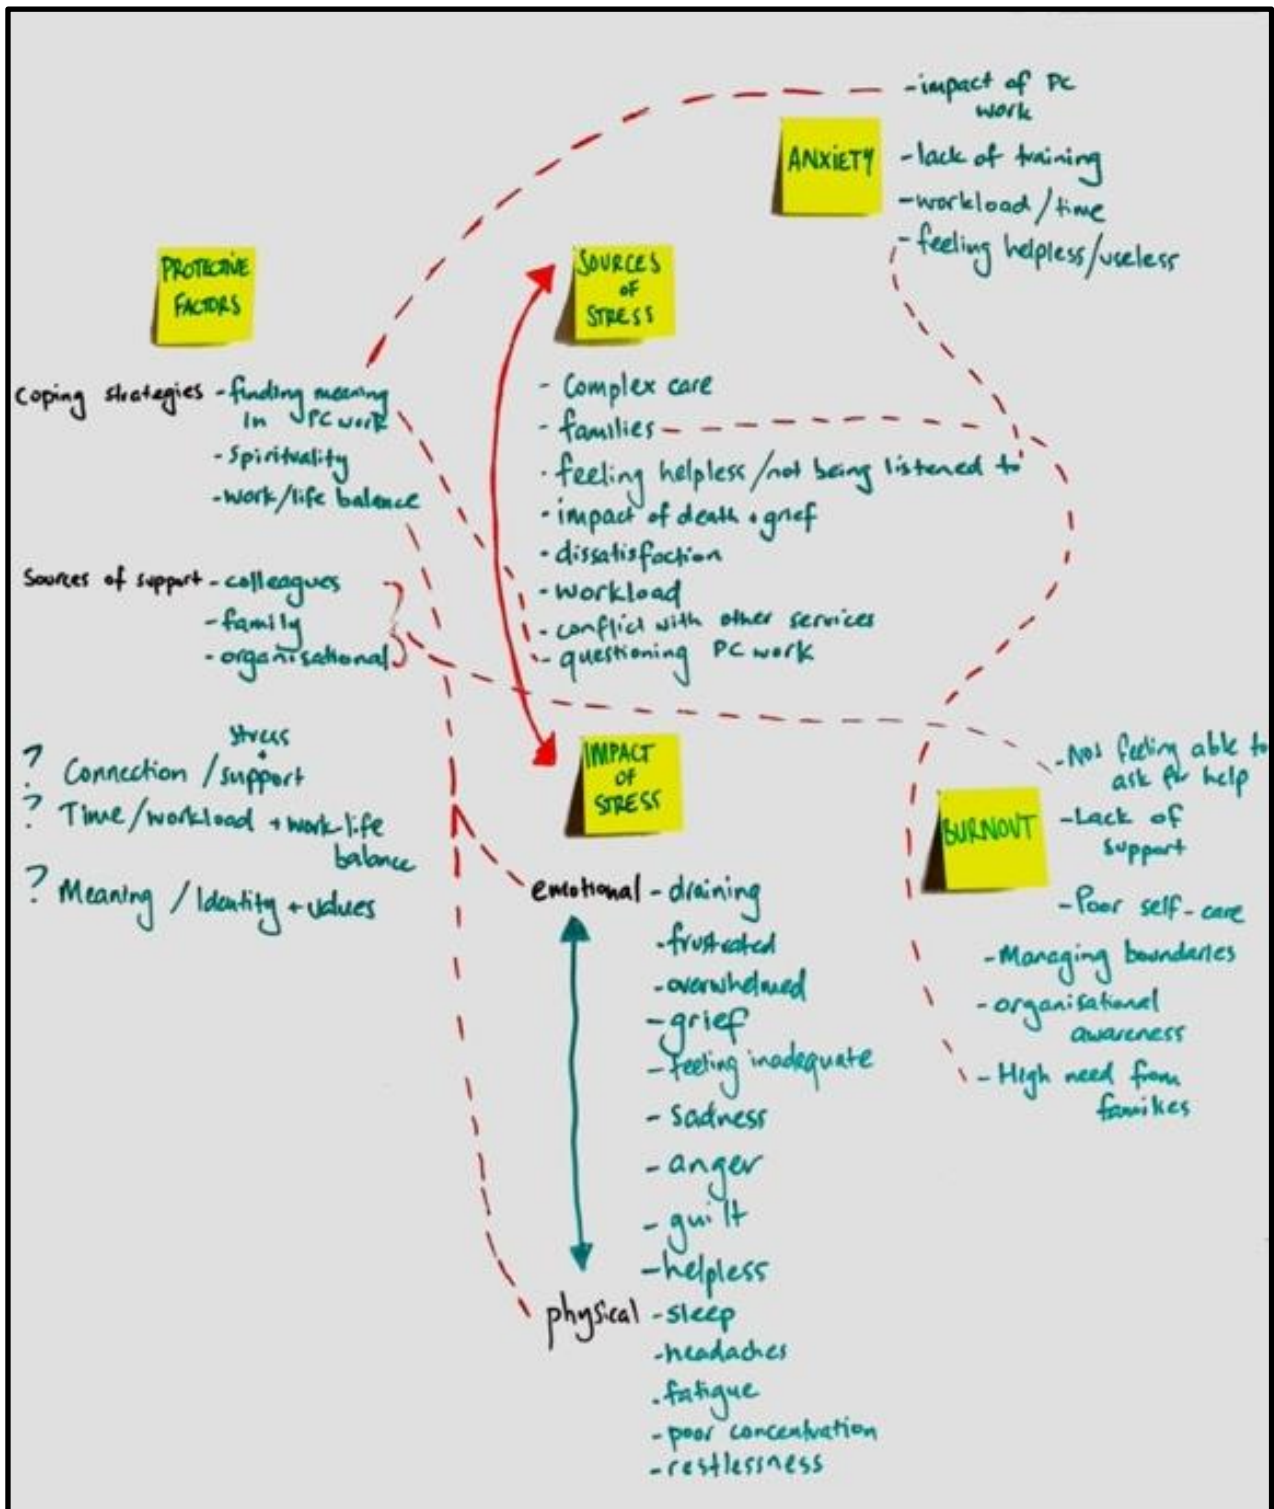 - impact of PC
work
ANXIETY
- lack of training
- workload/time
- feeling helpless/useless
PROTECTIVE
FACTORS
Coping strategies - finding meaning
in PC work
- spirituality
- work/life balance
Sources of support - colleagues
- family
- organisational
stress
+
? Connection / support
? Time/workload + work-life
balance
? Meaning / Identity + values
SOURCES
OF
STRESS
- Complex care
- families
- feeling helpless /not being listened to
- impact of death + grief
- dissatisfaction
- workload
- conflict with other services
- questioning PC work
IMPACT
OF
STRESS
emotional - draining
- frustrated
- overwhelmed
- grief
- feeling inadequate
- sadness
- anger
- guilt
- helpless
physical - sleep
- headaches
- fatigue
- poor concentration
- restlessness
BURNOUT
- Not feeling able to
ask for help
- Lack of
support
- Poor self-care
- Managing boundaries
- organisational
awareness
- High need from
families